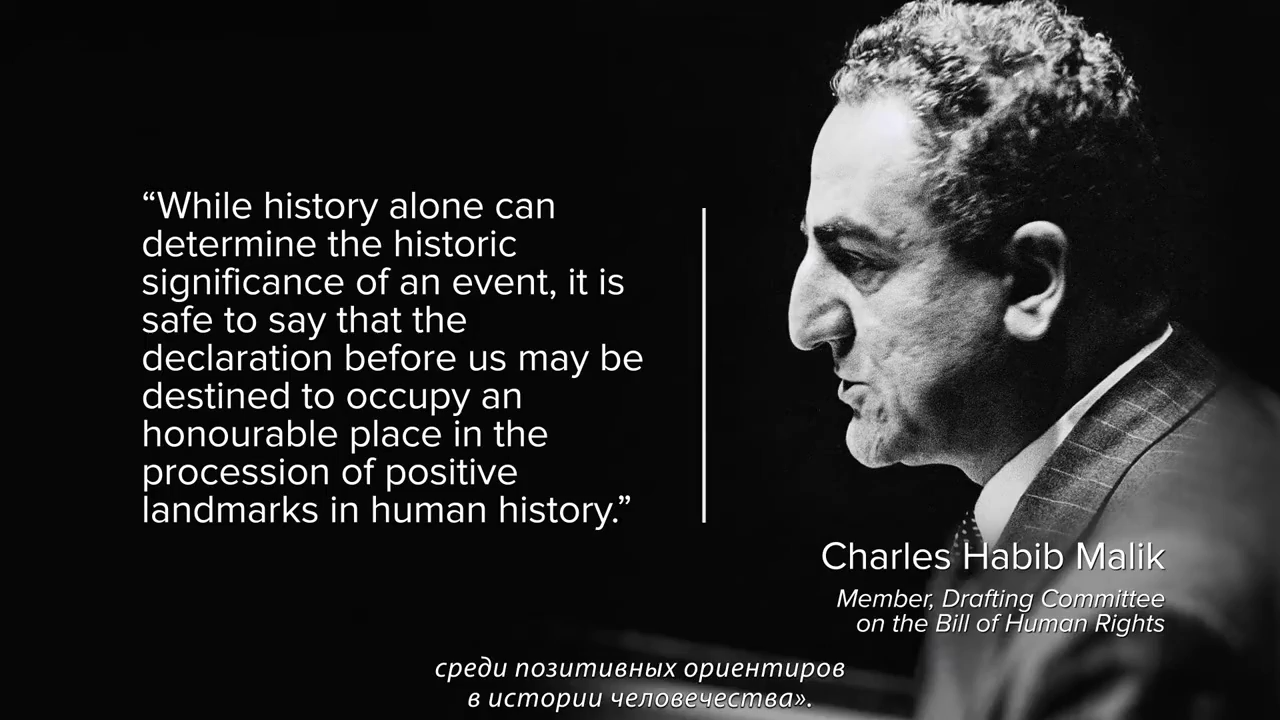 “While history alone can
determine the historic
significance of an event, it is
safe to say that the
declaration before us may be
destined to occupy an
honourable place in the
procession of positive
landmarks in human history.”
Charles Habib Malik
Member, Drafting Committee
on the Bill of Human Rights
среди позитивных ориентиров
в истории человечества».